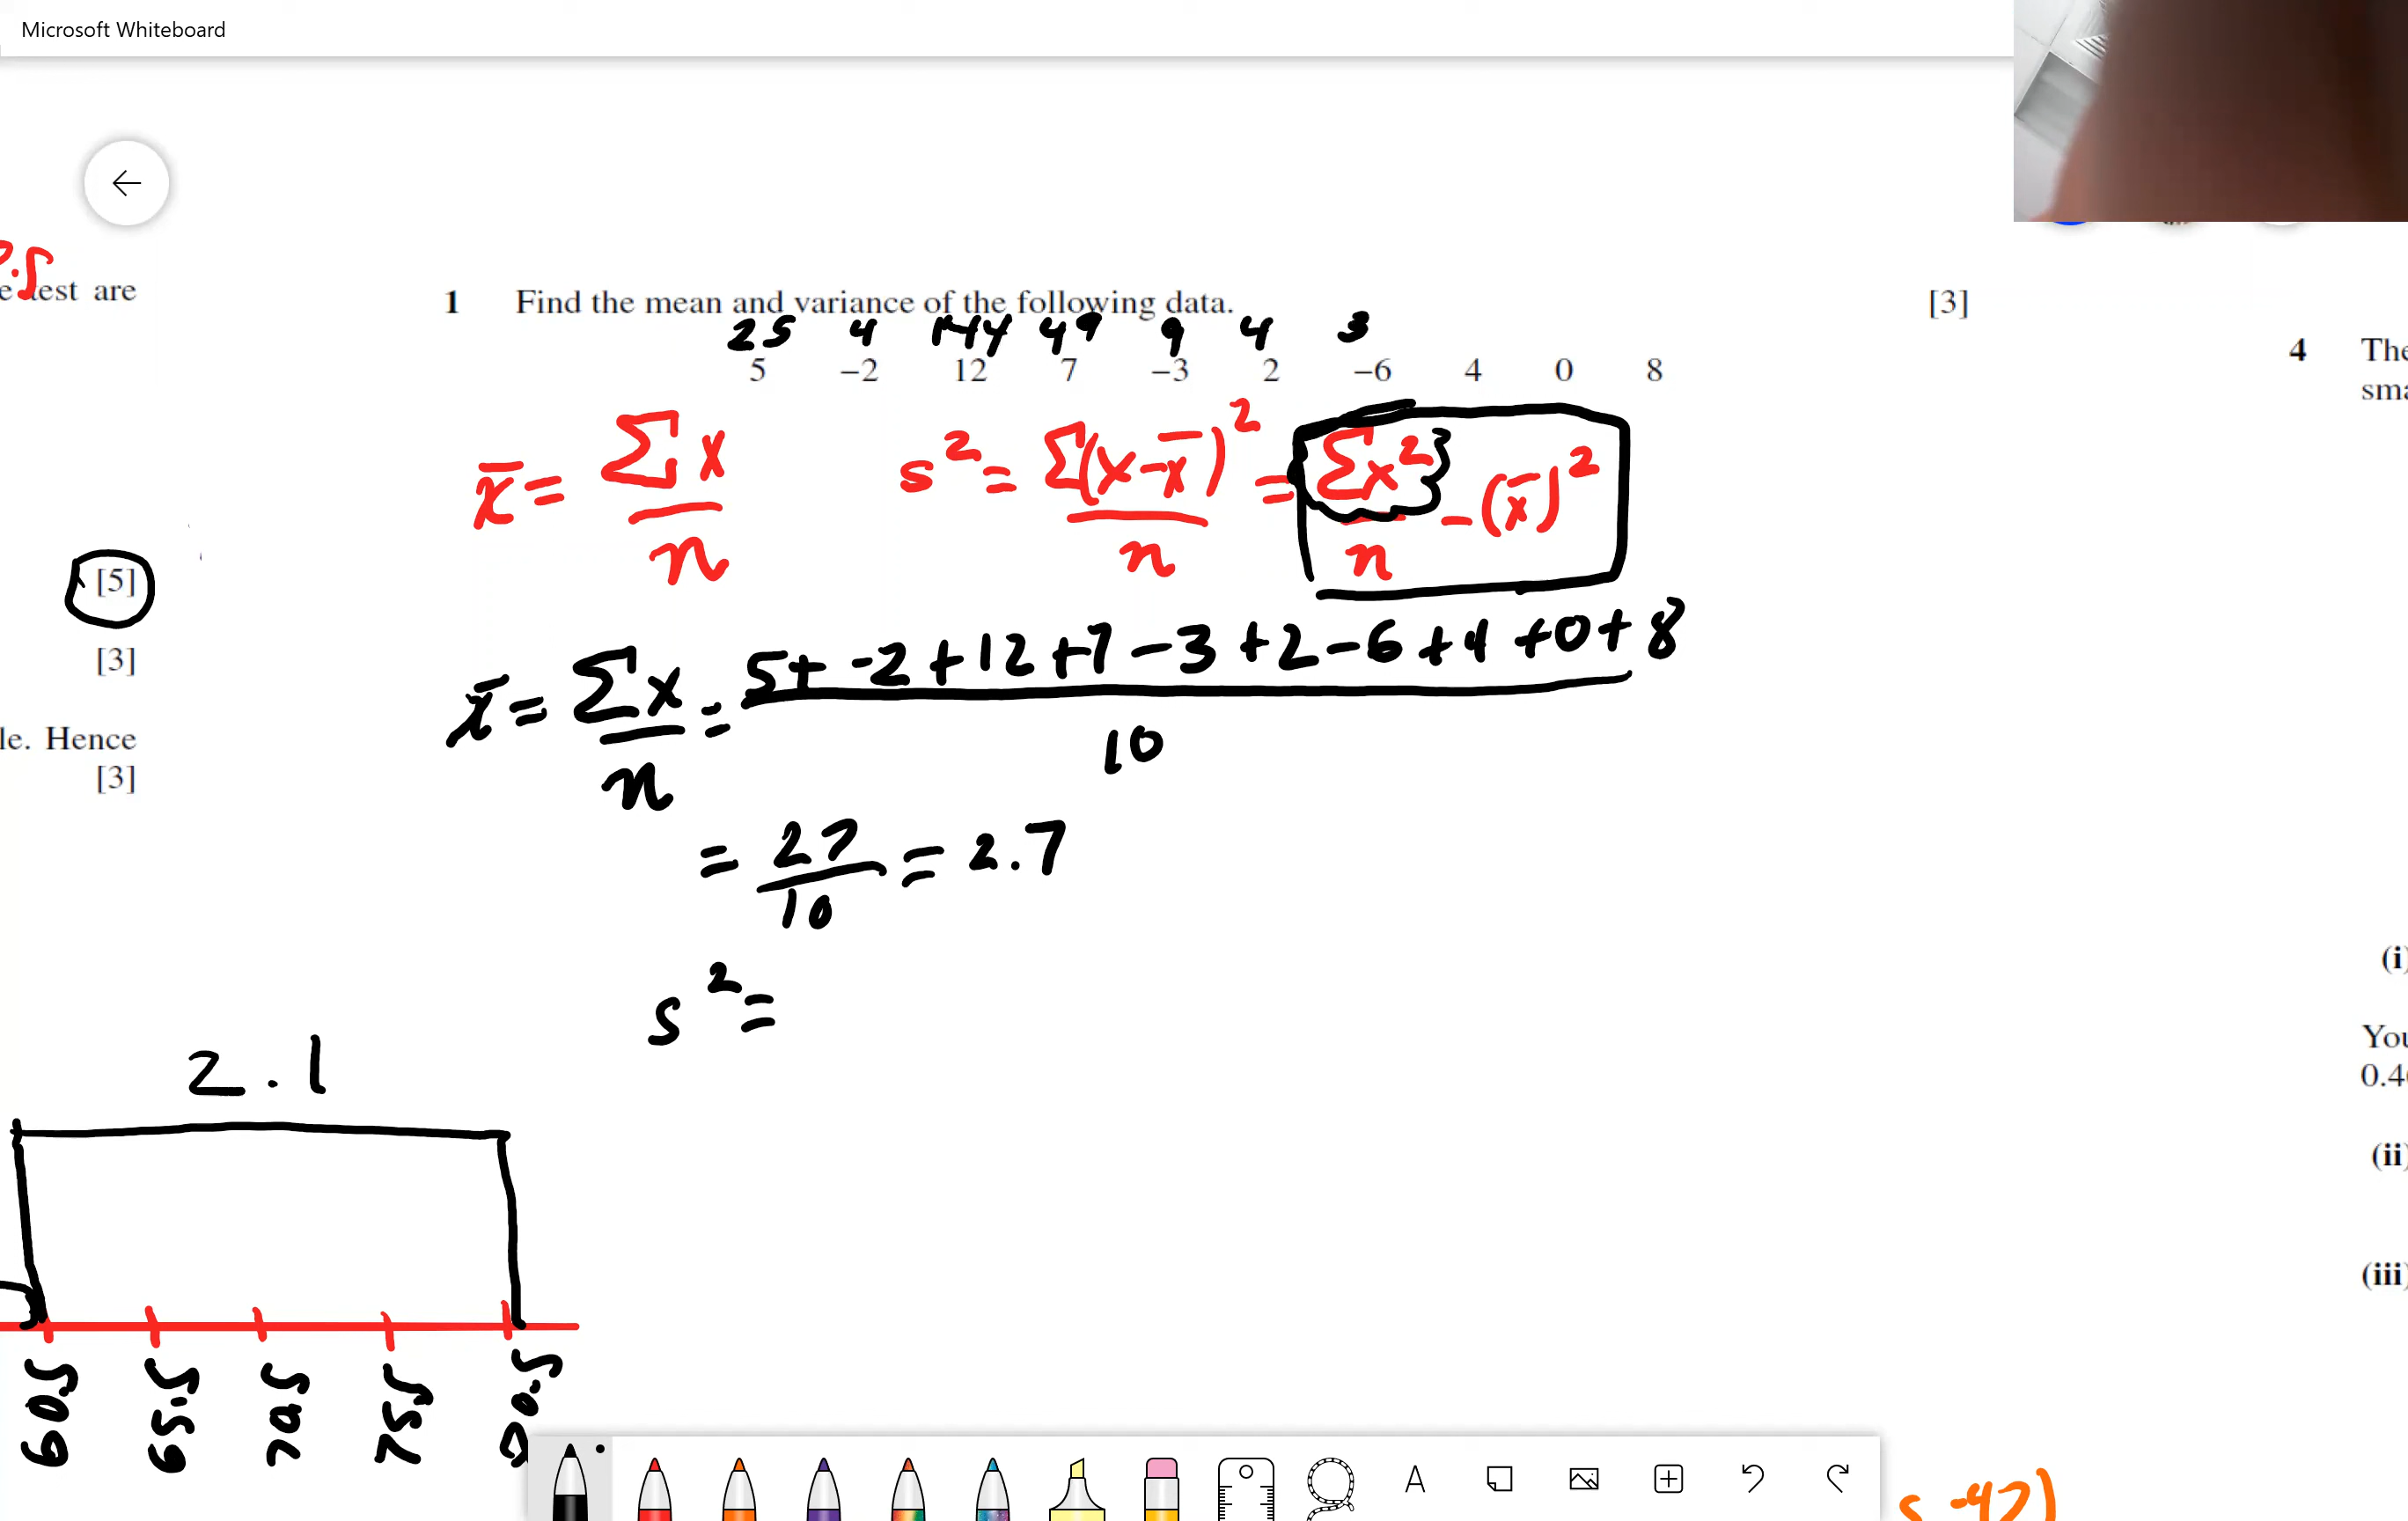 Microsoft Whiteboard
est are
1 Find the mean and variance of the following data. [3]
25 4 144 49 9 4 3
5 −2 12 7 −3 2 −6 4 0 8
4 The
sma
x̄ = Σx / n
s² = Σ(x-x̄)² / n = Σx² / n - (x̄)²
[5]
[3]
le. Hence
[3]
x̄ = Σx / n = 5+ -2+12+7-3+2-6+4+0+8 / 10
= 27 / 10 = 2.7
s² =
(i)
You
0.4
(ii)
(iii)
2.1
60.5 65.5 70.5 75.5
A